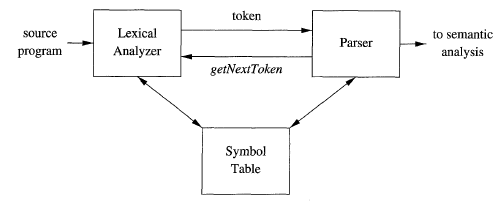 source
program
Lexical
Analyzer
token
getNextToken
Parser
to semantic
analysis
Symbol
Table